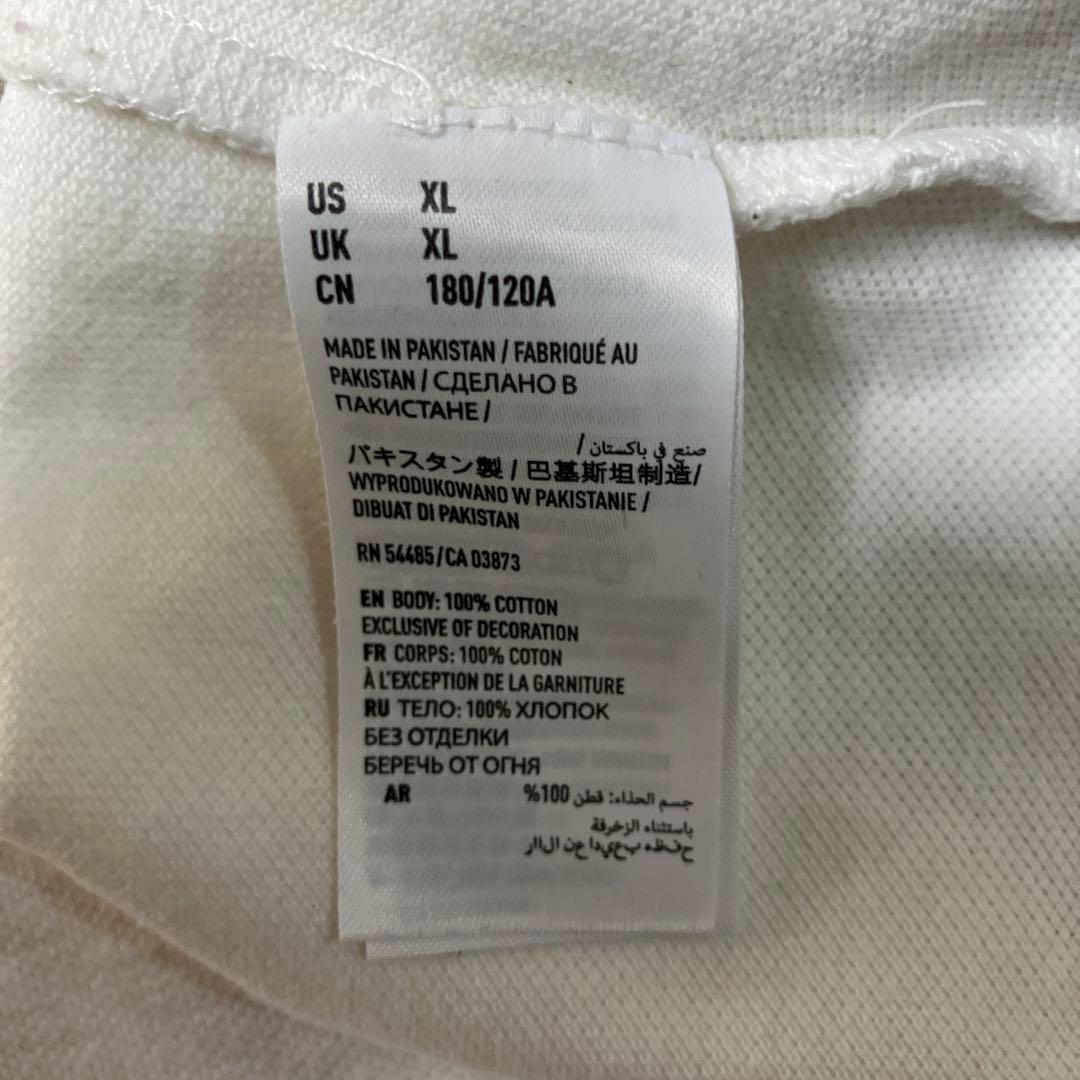 US XL
UK XL
CN 180/120A
MADE IN PAKISTAN / FABRIQUÉ AU
PAKISTAN / СДЕЛАНО В
ПАКИСТАНЕ /
صنع في باكستان /
パキスタン製 / 巴基斯坦制造/
WYPRODUKOWANO W PAKISTANIE /
DIBUAT DI PAKISTAN
RN 54485/CA 03873
EN BODY: 100% COTTON
EXCLUSIVE OF DECORATION
FR CORPS: 100% COTON
À L'EXCEPTION DE LA GARNITURE
RU ТЕЛО: 100% ХЛОПОК
БЕЗ ОТДЕЛКИ
БЕРЕЧЬ ОТ ОГНЯ
AR جسم الحذاء: قطن 100%
باستثناء الزخرفة